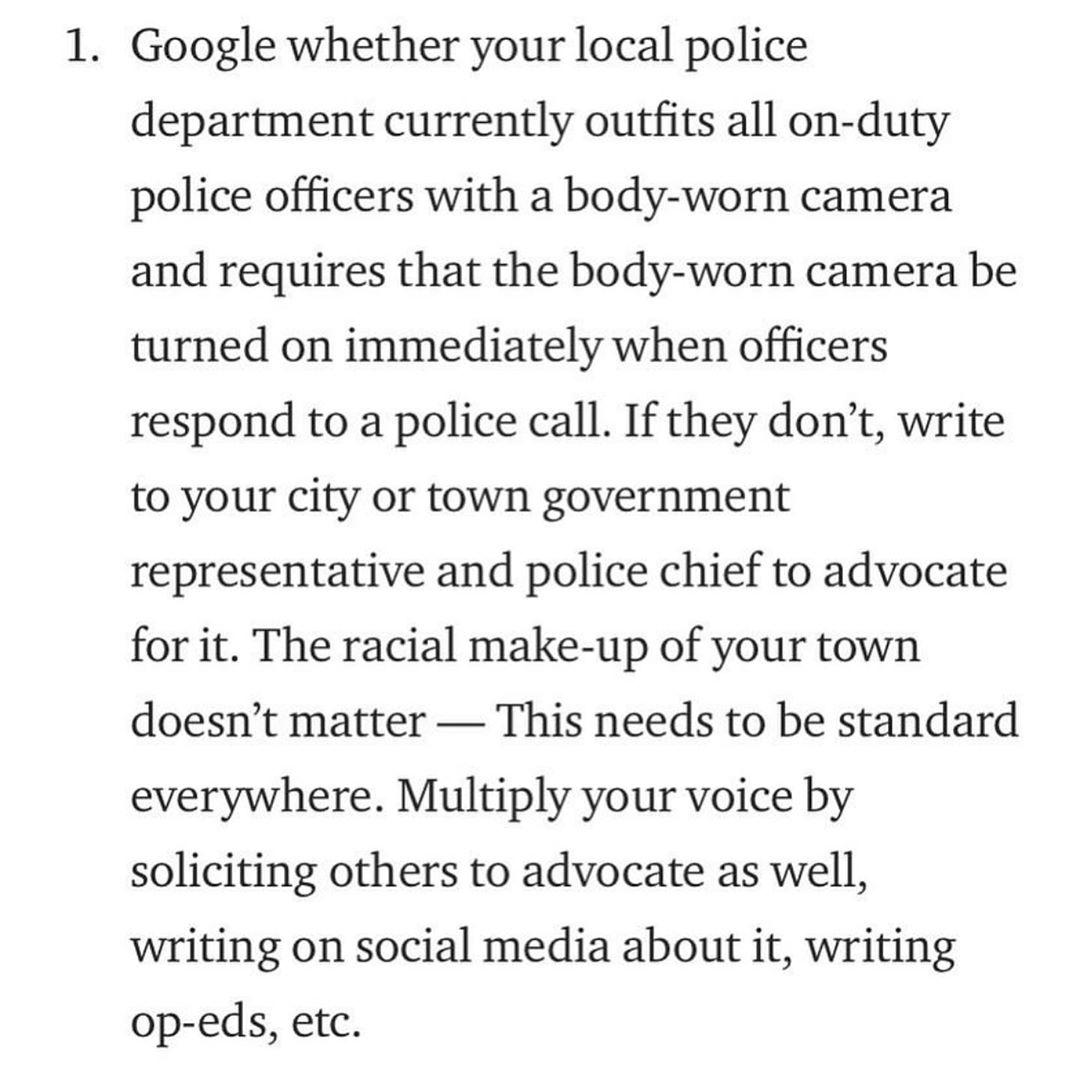 1. Google whether your local police
department currently outfits all on-duty
police officers with a body-worn camera
and requires that the body-worn camera be
turned on immediately when officers
respond to a police call. If they don’t, write
to your city or town government
representative and police chief to advocate
for it. The racial make-up of your town
doesn’t matter — This needs to be standard
everywhere. Multiply your voice by
soliciting others to advocate as well,
writing on social media about it, writing
op-eds, etc.